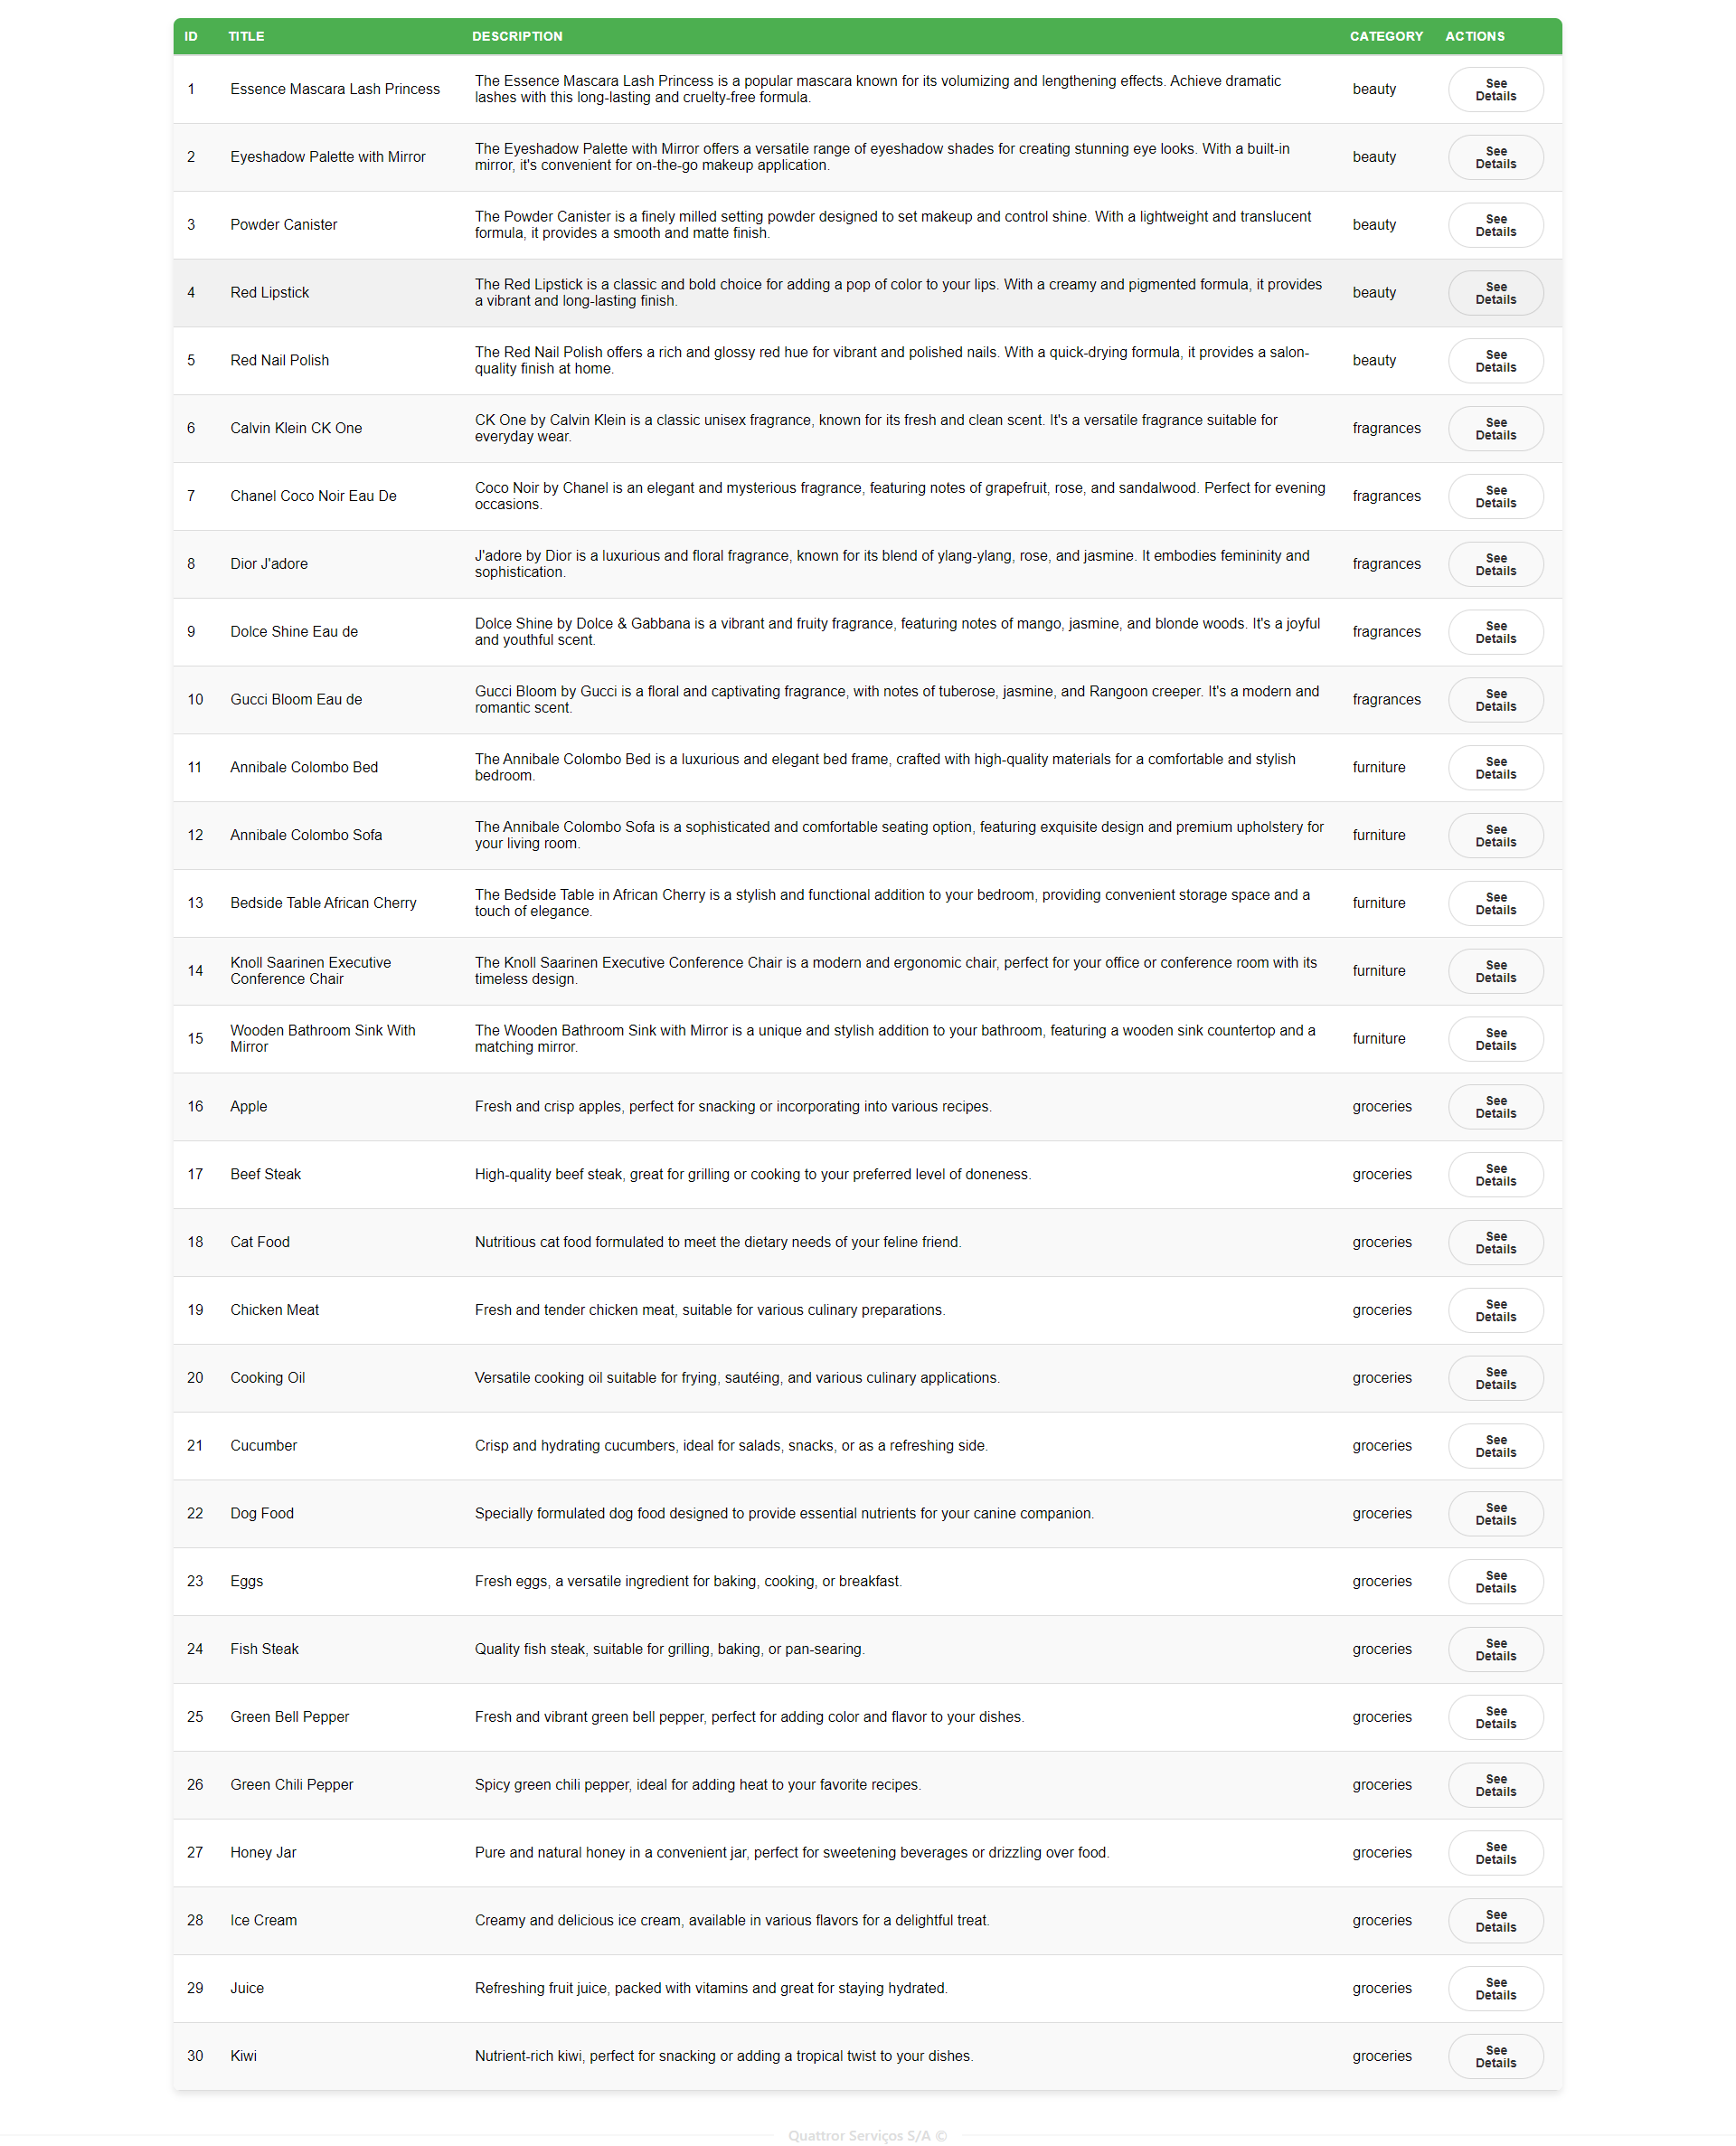 ID TITLE DESCRIPTION CATEGORY ACTIONS
1 Essence Mascara Lash Princess The Essence Mascara Lash Princess is a popular mascara known for its volumizing and lengthening effects. Achieve dramatic beauty See
lashes with this long-lasting and cruelty-free formula. Details
2 Eyeshadow Palette with Mirror The Eyeshadow Palette with Mirror offers a versatile range of eyeshadow shades for creating stunning eye looks. With a built-in beauty See
mirror, it's convenient for on-the-go makeup application. Details
3 Powder Canister The Powder Canister is a finely milled setting powder designed to set makeup and control shine. With a lightweight and translucent beauty See
formula, it provides a smooth and matte finish. Details
4 Red Lipstick The Red Lipstick is a classic and bold choice for adding a pop of color to your lips. With a creamy and pigmented formula, it provides beauty See
a vibrant and long-lasting finish. Details
5 Red Nail Polish The Red Nail Polish offers a rich and glossy red hue for vibrant and polished nails. With a quick-drying formula, it provides a salon- beauty See
quality finish at home. Details
6 Calvin Klein CK One CK One by Calvin Klein is a classic unisex fragrance, known for its fresh and clean scent. It's a versatile fragrance suitable for fragrances See
everyday wear. Details
7 Chanel Coco Noir Eau De Coco Noir by Chanel is an elegant and mysterious fragrance, featuring notes of grapefruit, rose, and sandalwood. Perfect for evening fragrances See
occasions. Details
8 Dior J'adore J'adore by Dior is a luxurious and floral fragrance, known for its blend of ylang-ylang, rose, and jasmine. It embodies femininity and fragrances See
sophistication. Details
9 Dolce Shine Eau de Dolce Shine by Dolce & Gabbana is a vibrant and fruity fragrance, featuring notes of mango, jasmine, and blonde woods. It's a joyful fragrances See
and youthful scent. Details
10 Gucci Bloom Eau de Gucci Bloom by Gucci is a floral and captivating fragrance, with notes of tuberose, jasmine, and Rangoon creeper. It's a modern and fragrances See
romantic scent. Details
11 Annibale Colombo Bed The Annibale Colombo Bed is a luxurious and elegant bed frame, crafted with high-quality materials for a comfortable and stylish furniture See
bedroom. Details
12 Annibale Colombo Sofa The Annibale Colombo Sofa is a sophisticated and comfortable seating option, featuring exquisite design and premium upholstery for furniture See
your living room. Details
13 Bedside Table African Cherry The Bedside Table in African Cherry is a stylish and functional addition to your bedroom, providing convenient storage space and a furniture See
touch of elegance. Details
14 Knoll Saarinen Executive The Knoll Saarinen Executive Conference Chair is a modern and ergonomic chair, perfect for your office or conference room with its furniture See
Conference Chair timeless design. Details
15 Wooden Bathroom Sink With The Wooden Bathroom Sink with Mirror is a unique and stylish addition to your bathroom, featuring a wooden sink countertop and a furniture See
Mirror matching mirror. Details
16 Apple Fresh and crisp apples, perfect for snacking or incorporating into various recipes. groceries See
Details
17 Beef Steak High-quality beef steak, great for grilling or cooking to your preferred level of doneness. groceries See
Details
18 Cat Food Nutritious cat food formulated to meet the dietary needs of your feline friend. groceries See
Details
19 Chicken Meat Fresh and tender chicken meat, suitable for various culinary preparations. groceries See
Details
20 Cooking Oil Versatile cooking oil suitable for frying, sautéing, and various culinary applications. groceries See
Details
21 Cucumber Crisp and hydrating cucumbers, ideal for salads, snacks, or as a refreshing side. groceries See
Details
22 Dog Food Specially formulated dog food designed to provide essential nutrients for your canine companion. groceries See
Details
23 Eggs Fresh eggs, a versatile ingredient for baking, cooking, or breakfast. groceries See
Details
24 Fish Steak Quality fish steak, suitable for grilling, baking, or pan-searing. groceries See
Details
25 Green Bell Pepper Fresh and vibrant green bell pepper, perfect for adding color and flavor to your dishes. groceries See
Details
26 Green Chili Pepper Spicy green chili pepper, ideal for adding heat to your favorite recipes. groceries See
Details
27 Honey Jar Pure and natural honey in a convenient jar, perfect for sweetening beverages or drizzling over food. groceries See
Details
28 Ice Cream Creamy and delicious ice cream, available in various flavors for a delightful treat. groceries See
Details
29 Juice Refreshing fruit juice, packed with vitamins and great for staying hydrated. groceries See
Details
30 Kiwi Nutrient-rich kiwi, perfect for snacking or adding a tropical twist to your dishes. groceries See
Details
Quattror Serviços S/A ©